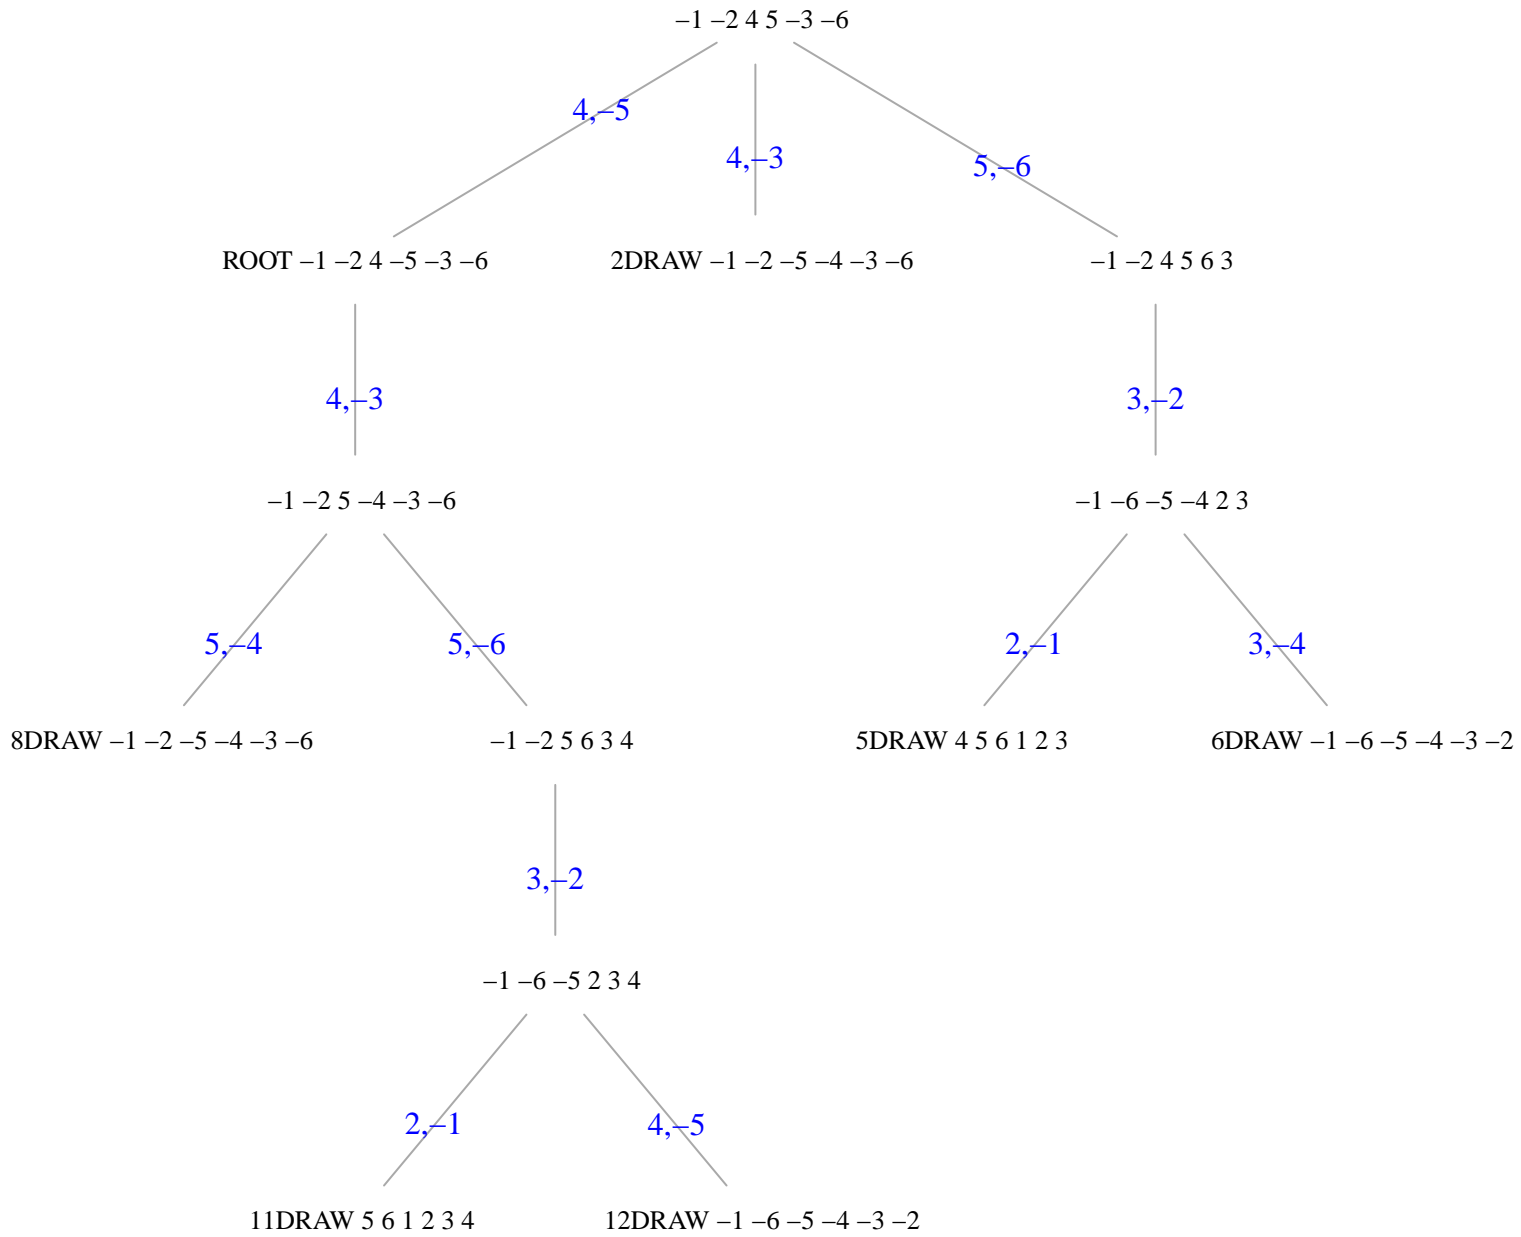 –1 –2 4 5 –3 –6
4,–5
4,–3
5,–6
ROOT –1 –2 4 –5 –3 –6
2DRAW –1 –2 –5 –4 –3 –6
–1 –2 4 5 6 3
4,–3
3,–2
–1 –2 5 –4 –3 –6
–1 –6 –5 –4 2 3
5,–4
5,–6
2,–1
3,–4
8DRAW –1 –2 –5 –4 –3 –6
–1 –2 5 6 3 4
5DRAW 4 5 6 1 2 3
6DRAW –1 –6 –5 –4 –3 –2
3,–2
–1 –6 –5 2 3 4
2,–1
4,–5
11DRAW 5 6 1 2 3 4
12DRAW –1 –6 –5 –4 –3 –2